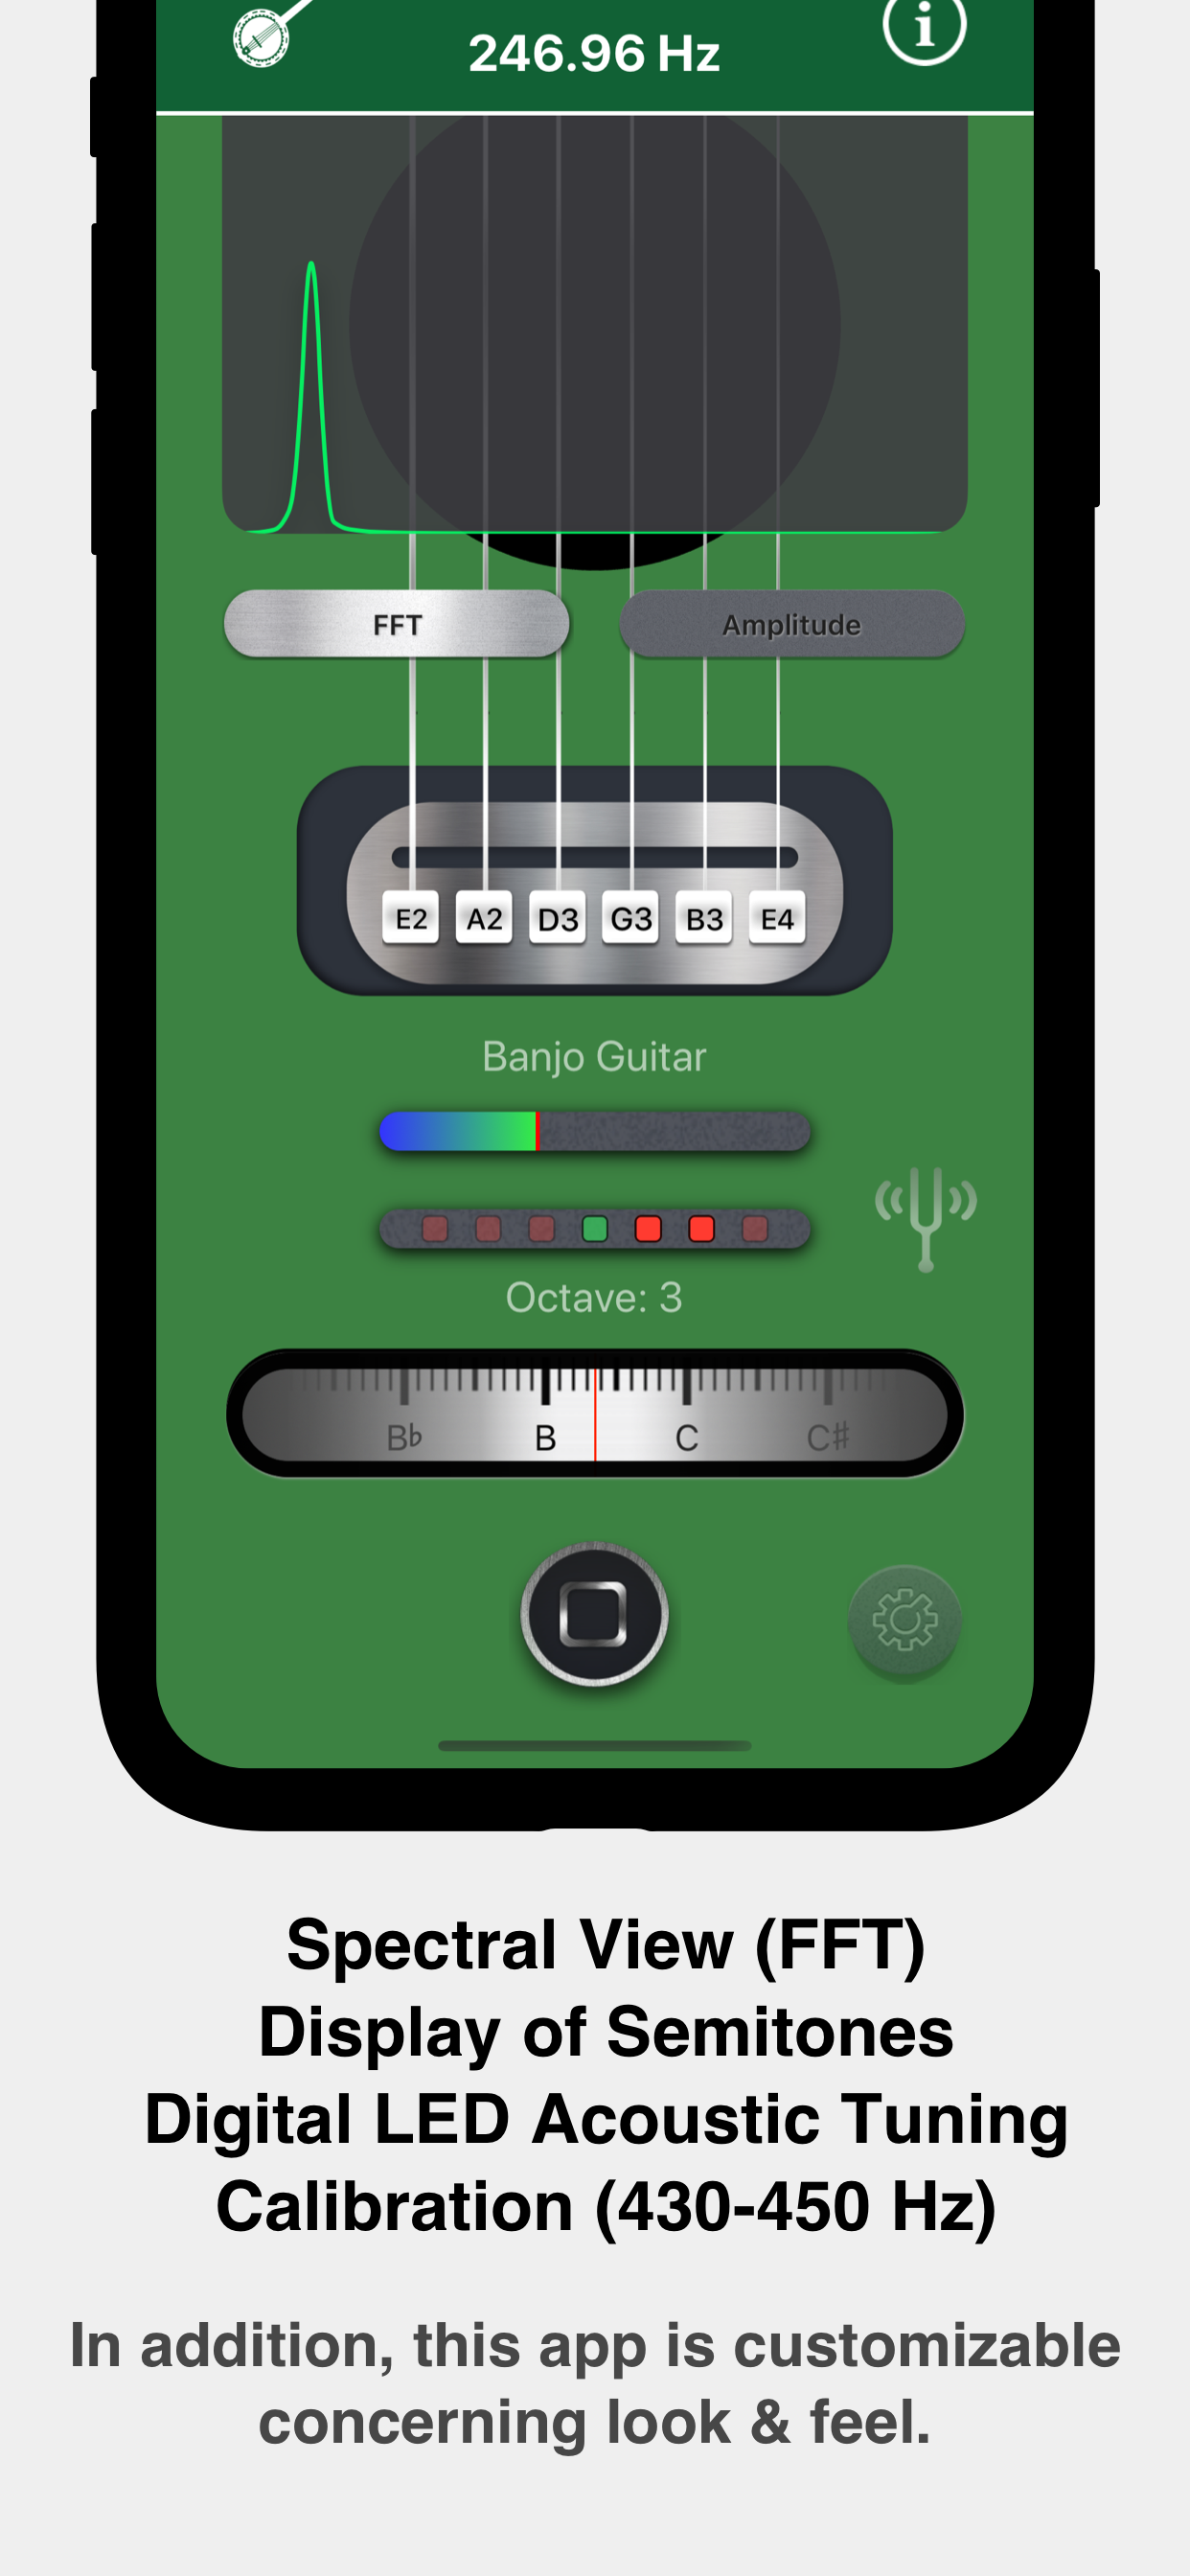 246.96 Hz
FFT
Amplitude
E2 A2 D3 G3 B3 E4
Banjo Guitar
Octave: 3
B♭ B C C♯
Spectral View (FFT)
Display of Semitones
Digital LED Acoustic Tuning
Calibration (430-450 Hz)
In addition, this app is customizable
concerning look & feel.